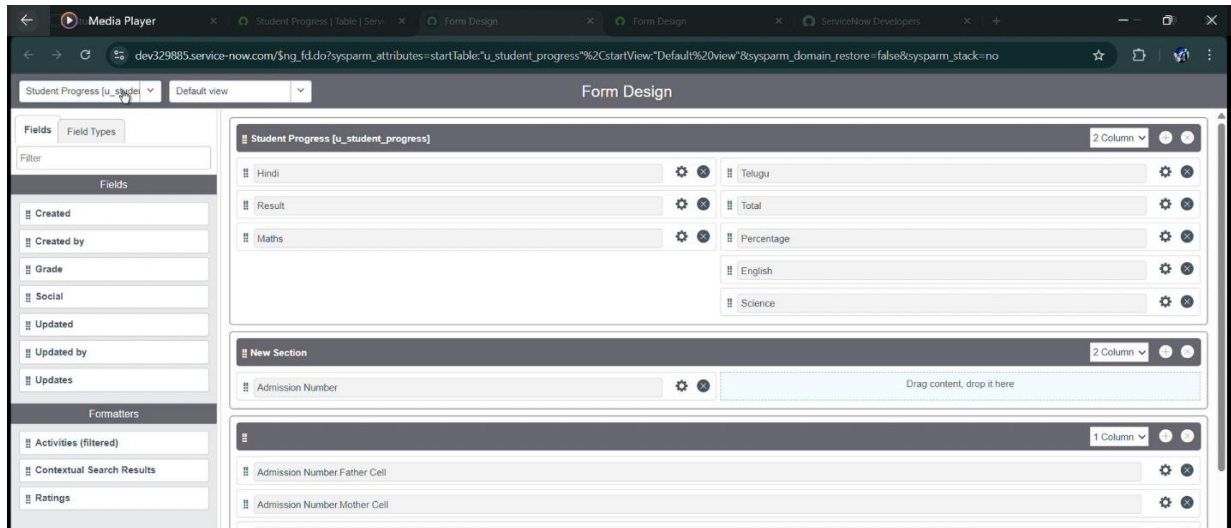 Media Player
Student Progress | Table | Serv
Form Design
Form Design
ServiceNow Developers
dev329885.service-now.com/$ng_fd.do?sysparm_attributes=startTable:"u_student_progress"%2CstartView:"Default%20view"&sysparm_domain_restore=false&sysparm_stack=no
Student Progress [u_studen
Default view
Form Design
Fields
Field Types
Filter
Fields
Created
Created by
Grade
Social
Updated
Updated by
Updates
Formatters
Activities (filtered)
Contextual Search Results
Ratings
Student Progress [u_student_progress]
2 Column
Hindi
Telugu
Result
Total
Maths
Percentage
English
Science
New Section
2 Column
Admission Number
Drag content, drop it here
1 Column
Admission Number.Father Cell
Admission Number.Mother Cell